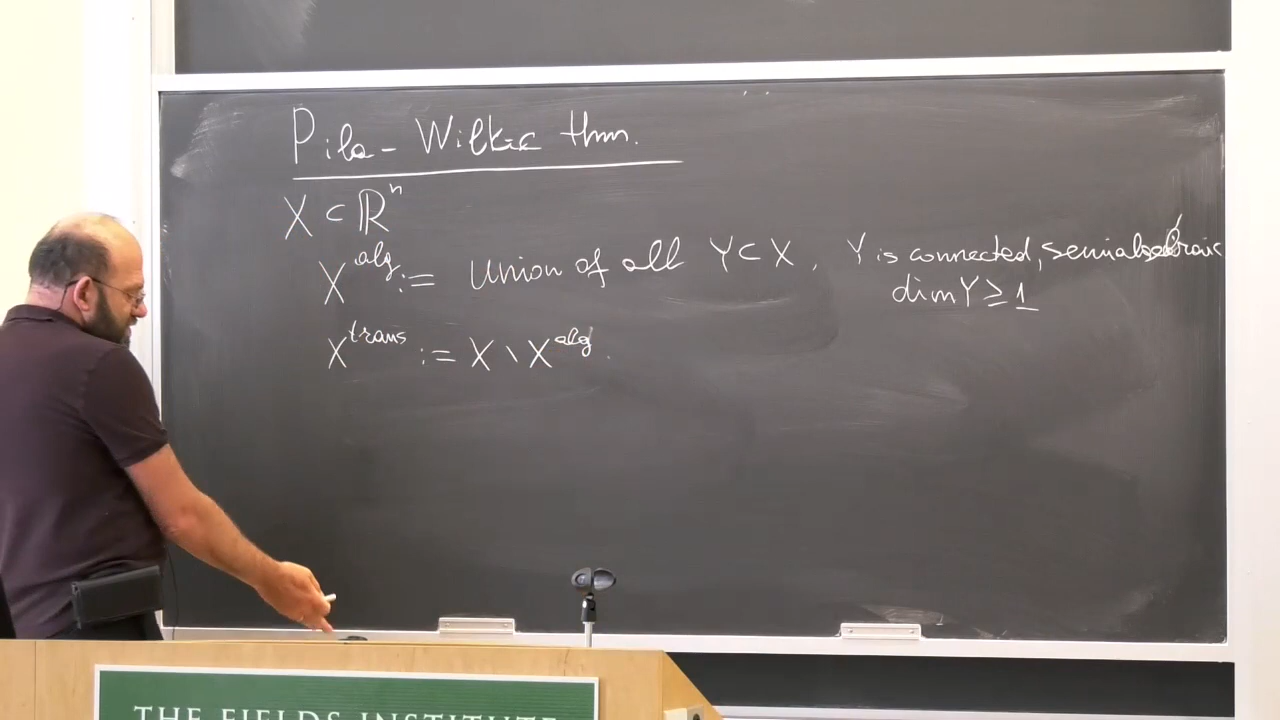 Pila - Wilkie thm.
X ⊂ ℝⁿ
X^alg := Union of all Y ⊂ X, Y is connected, semialgebraic
dim Y ≥ 1
X^trans := X \ X^alg.
THE FIELDS INSTITUTE